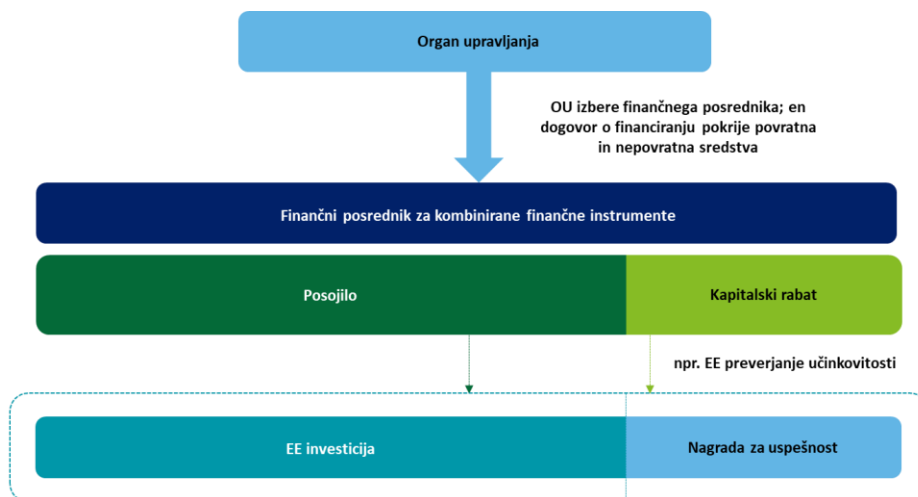 Organ upravljanja
OU izbere finančnega posrednika; en
dogovor o financiranju pokrije povratna
in nepovratna sredstva
Finančni posrednik za kombinirane finančne instrumente
Posojilo
Kapitalski rabat
npr. EE preverjanje učinkovitosti
EE investicija
Nagrada za uspešnost